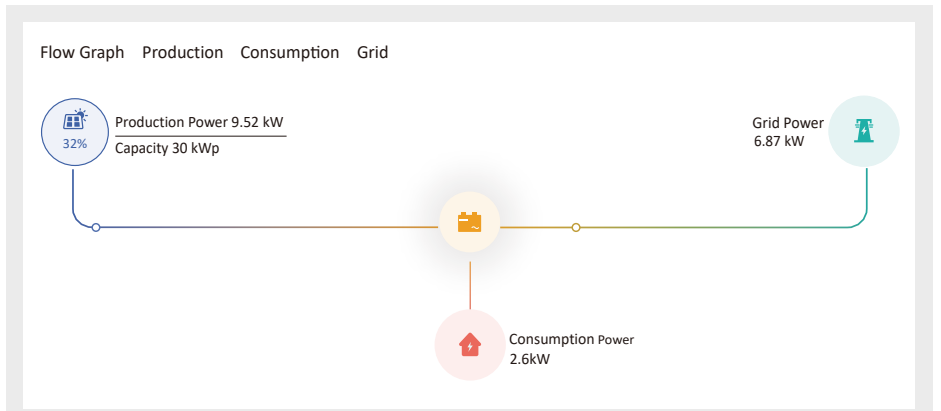 Flow Graph Production Consumption Grid
32%
Production Power 9.52 kW
Capacity 30 kWp
Grid Power
6.87 kW
Consumption Power
2.6kW